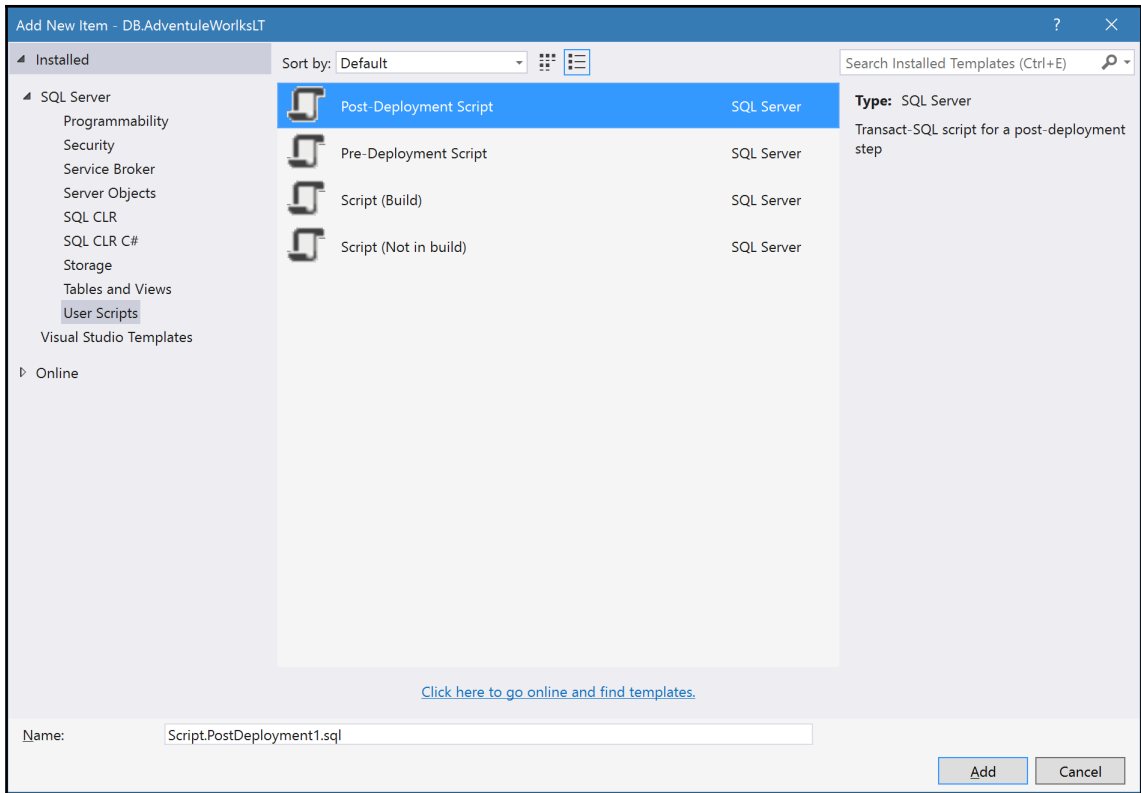 Add New Item - DB.AdventuleWorlksLT
?
Installed
Sort by: Default
Search Installed Templates (Ctrl+E)
SQL Server
Programmability
Security
Service Broker
Server Objects
SQL CLR
SQL CLR C#
Storage
Tables and Views
User Scripts
Visual Studio Templates
Online
Post-Deployment Script SQL Server
Pre-Deployment Script SQL Server
Script (Build) SQL Server
Script (Not in build) SQL Server
Type: SQL Server
Transact-SQL script for a post-deployment
step
Click here to go online and find templates.
Name: Script.PostDeployment1.sql
Add Cancel